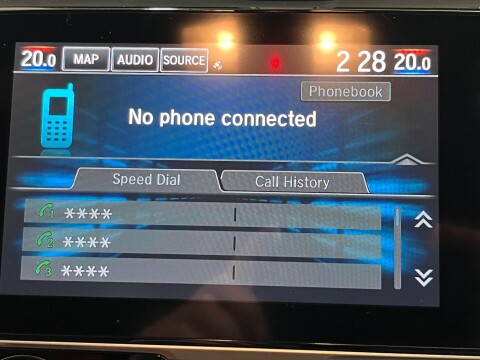 20.0 MAP AUDIO SOURCE 2 28 20.0
Phonebook
No phone connected
Speed Dial Call History
1 ****
2 ****
3 ****